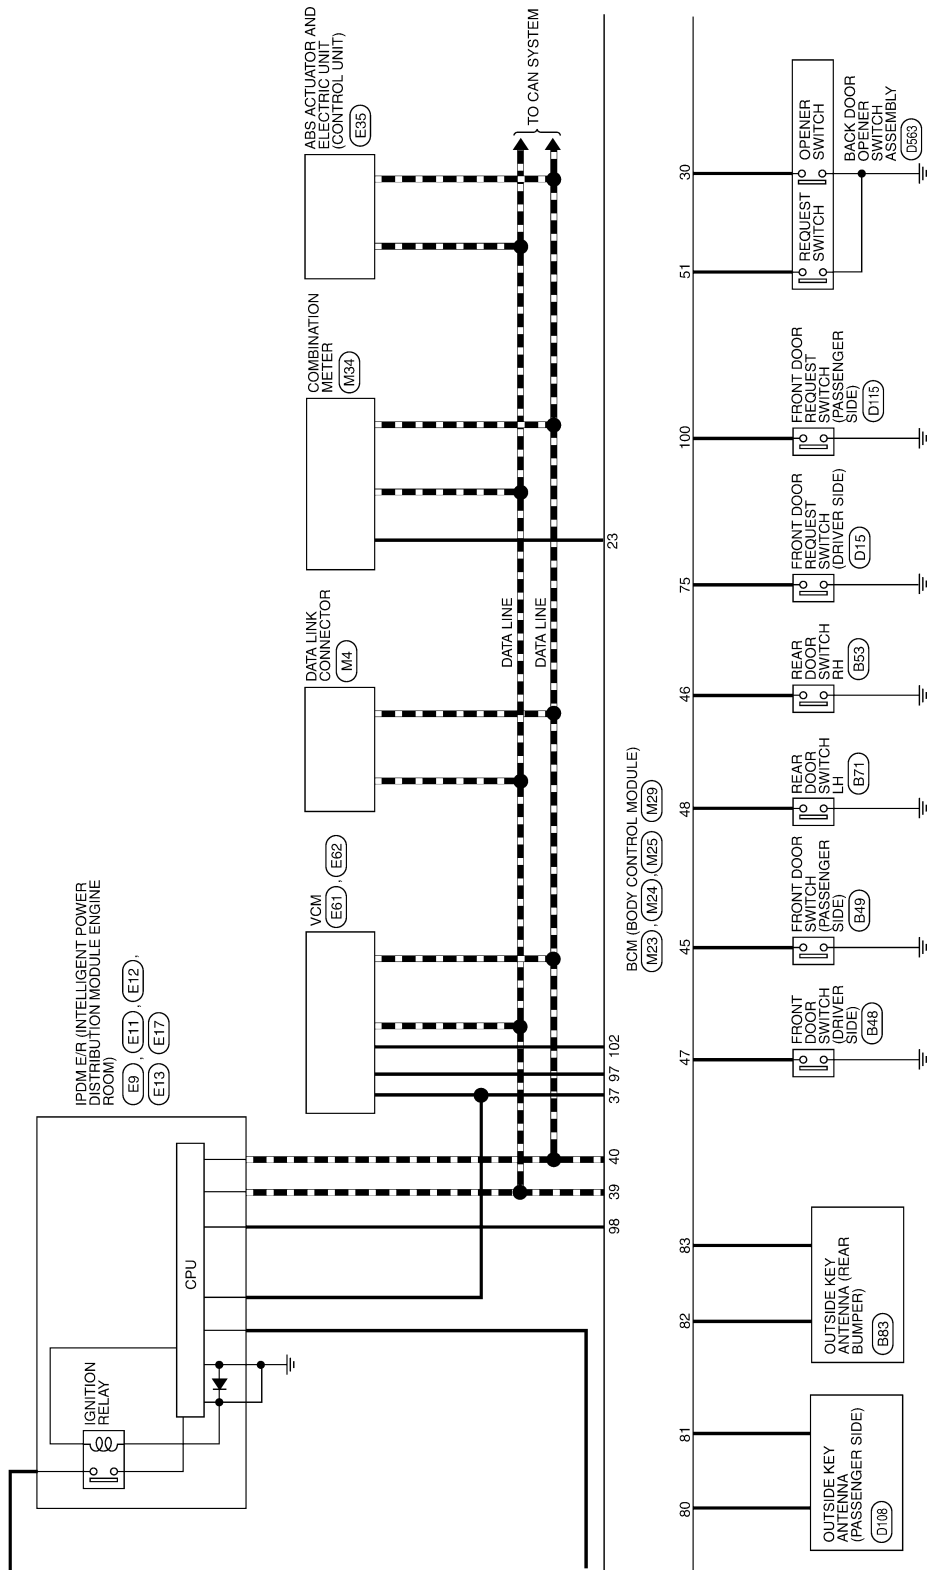 IPDM E/R (INTELLIGENT POWER
DISTRIBUTION MODULE ENGINE
ROOM)
E9 , E11 , E12 ,
E13 , E17
IGNITION
RELAY
CPU
VCM
E61 , E62
DATA LINK
CONNECTOR
M4
COMBINATION
METER
M34
ABS ACTUATOR AND
ELECTRIC UNIT
(CONTROL UNIT)
E35
DATA LINE
DATA LINE
TO CAN SYSTEM
98
39
40
37
97
102
23
BCM (BODY CONTROL MODULE)
M23 , M24 , M25 , M29
80
81
82
83
47
45
48
46
75
100
51
30
OUTSIDE KEY
ANTENNA
(PASSENGER SIDE)
D108
OUTSIDE KEY
ANTENNA (REAR
BUMPER)
B83
FRONT
DOOR
SWITCH
(DRIVER
SIDE)
B48
FRONT DOOR
SWITCH
(PASSENGER
SIDE)
B49
REAR
DOOR
SWITCH
LH
B71
REAR
DOOR
SWITCH
RH
B53
FRONT DOOR
REQUEST
SWITCH
(DRIVER SIDE)
D15
FRONT DOOR
REQUEST
SWITCH
(PASSENGER
SIDE)
D115
REQUEST
SWITCH
OPENER
SWITCH
BACK DOOR
OPENER
SWITCH
ASSEMBLY
D563